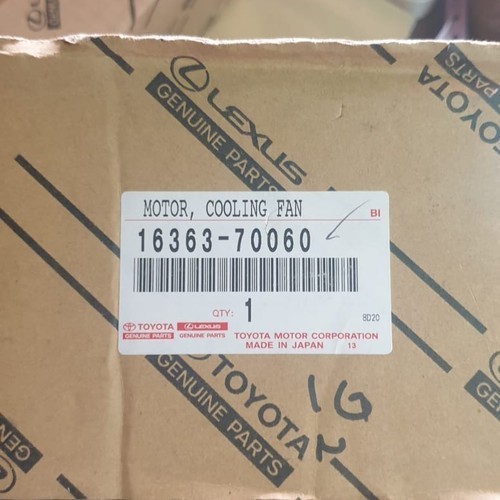 LEXUS
GENUINE PARTS
TOYOTA
PARTS
MOTOR, COOLING FAN
BI
16363-70060
QTY: 1
8D20
TOYOTA
GENUINE PARTS
LEXUS
GENUINE PARTS
TOYOTA MOTOR CORPORATION
MADE IN JAPAN 13
TOYOTA
GENUINE PARTS
GENUINE